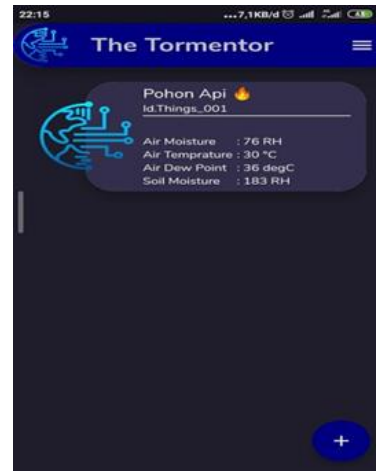 22:15
...7,1KB/d
The Tormentor
Pohon Api 🔥
Id.Things_001
Air Moisture : 76 RH
Air Temprature : 30 °C
Air Dew Point : 36 degC
Soil Moisture : 183 RH
+